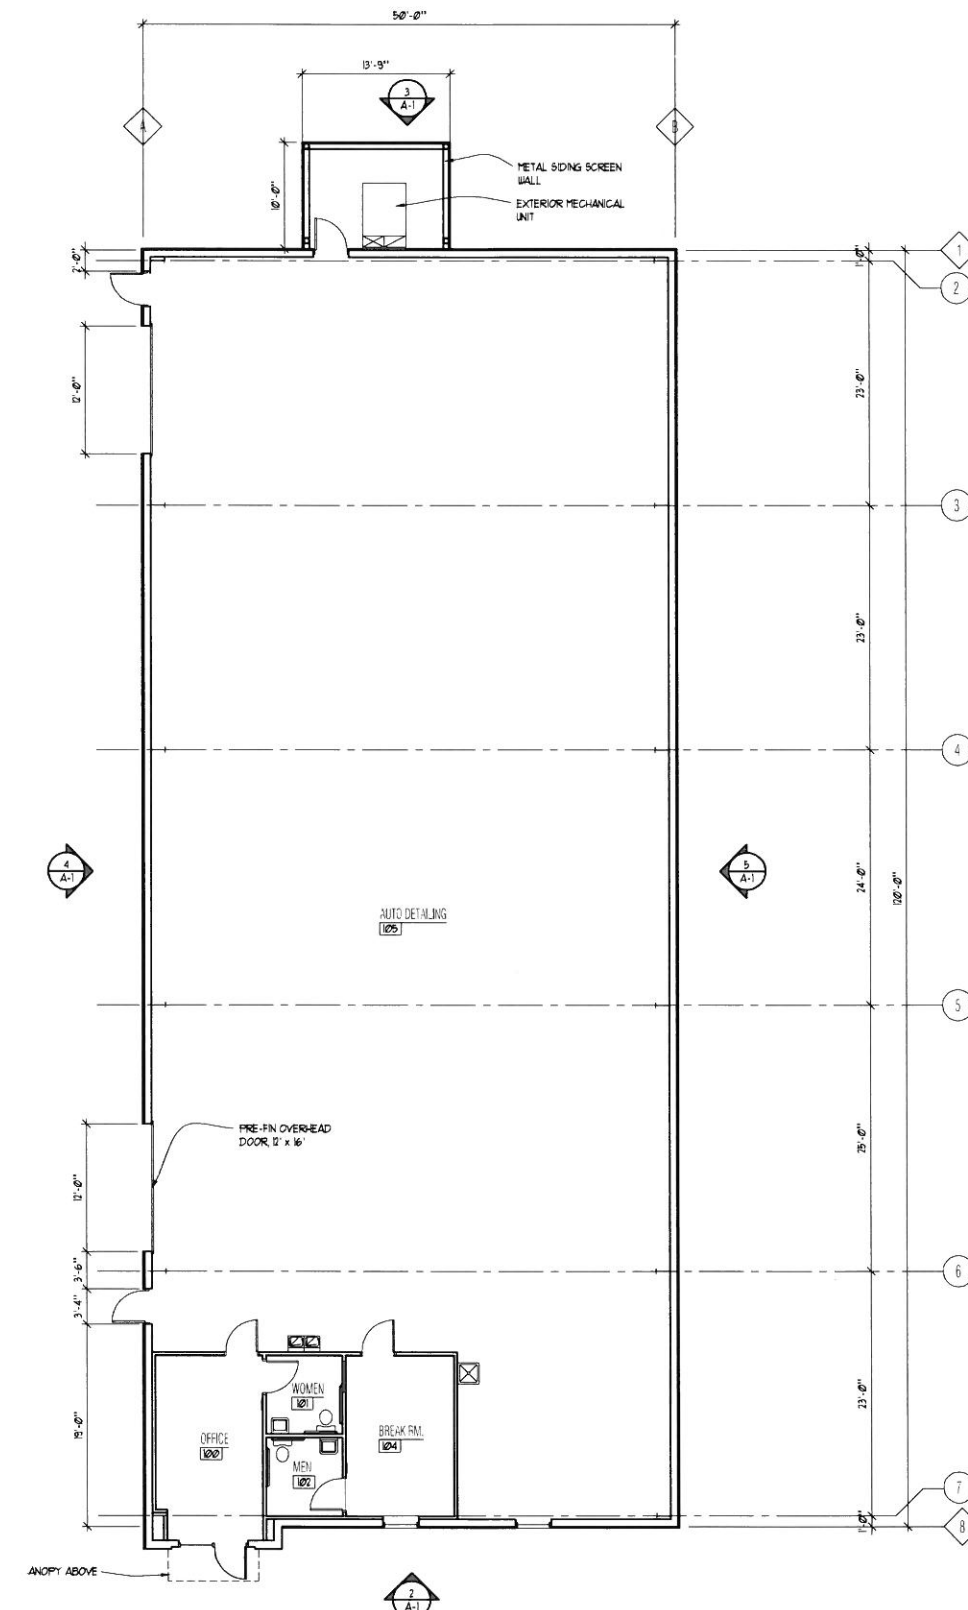 50'-0"
13'-9"
3
A-1
A
B
METAL SIDING SCREEN
WALL
10'-0"
EXTERIOR MECHANICAL
UNIT
1
2'-0"
1'-0"
2
12'-0"
23'-0"
3
23'-0"
4
4
A-1
5
A-1
24'-0"
120'-0"
AUTO DETAILING
105
5
PRE-FIN OVERHEAD
DOOR, 12' x 16'
25'-0"
12'-0"
3'-6"
6
3'-4"
WOMEN
101
23'-0"
19'-0"
OFFICE
100
BREAK RM.
104
MEN
102
7
1'-0"
8
ANOPY ABOVE
2
A-1